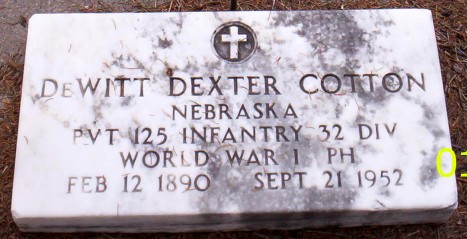 DeWITT DEXTER COTTON
NEBRASKA
PVT 125 INFANTRY 32 DIV
WORLD WAR I PH
FEB 12 1890 SEPT 21 1952